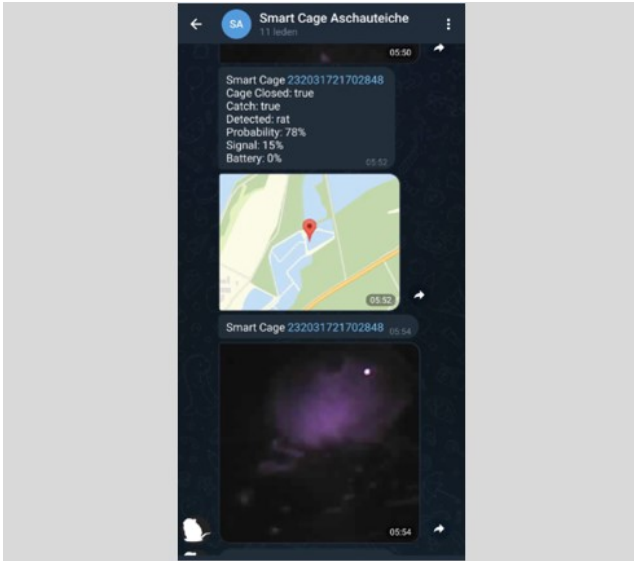 Smart Cage Aschauteiche
SA
11 leden
05:50
Smart Cage 232031721702848
Cage Closed: true
Catch: true
Detected: rat
Probability: 78%
Signal: 15%
Battery: 0%
05:52
05:52
Smart Cage 232031721702848
05:54
05:54